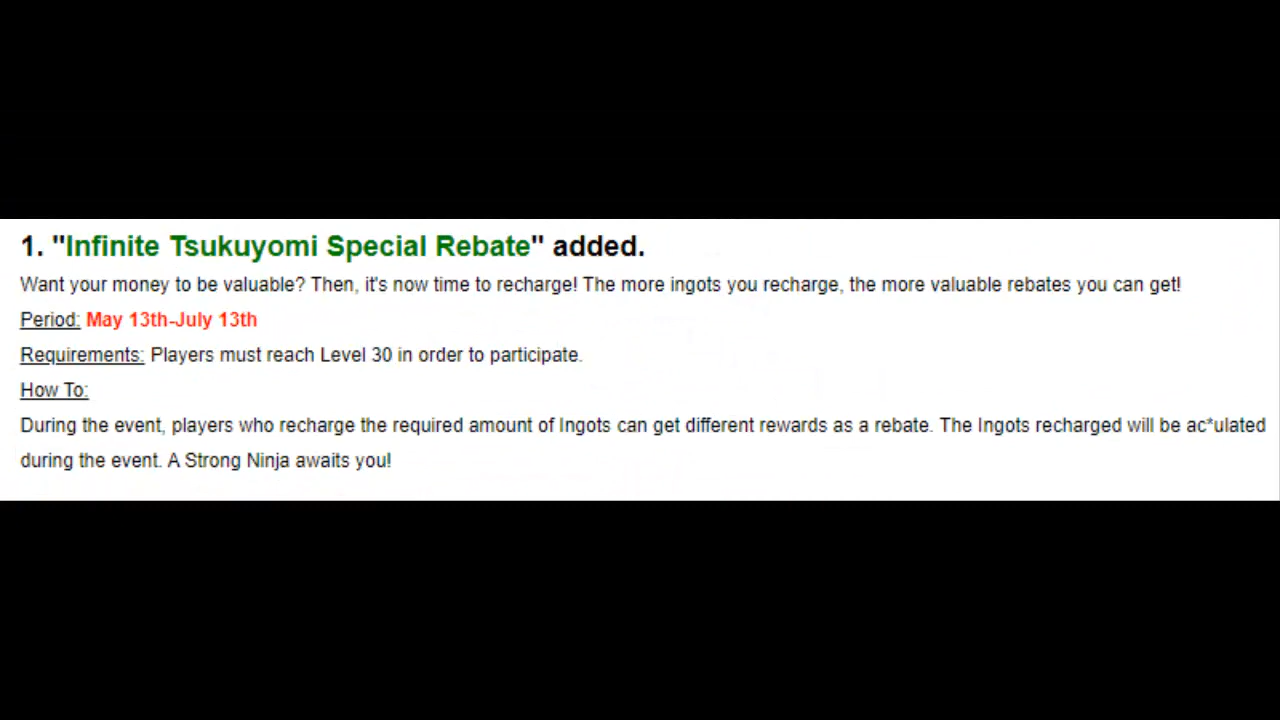 1. "Infinite Tsukuyomi Special Rebate" added.
Want your money to be valuable? Then, it's now time to recharge! The more ingots you recharge, the more valuable rebates you can get!
Period: May 13th-July 13th
Requirements: Players must reach Level 30 in order to participate.
How To:
During the event, players who recharge the required amount of Ingots can get different rewards as a rebate. The Ingots recharged will be ac*ulated
during the event. A Strong Ninja awaits you!